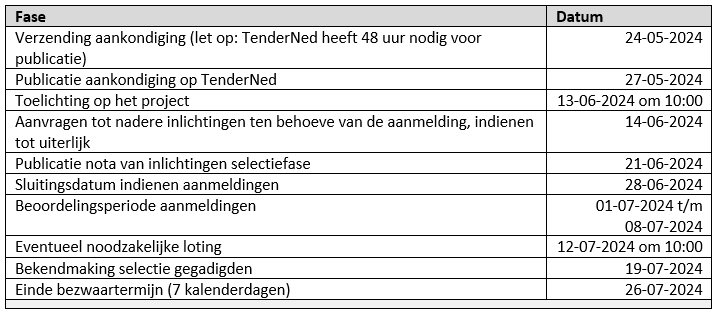 Fase Datum
Verzending aankondiging (let op: TenderNed heeft 48 uur nodig voor 24-05-2024
publicatie)
Publicatie aankondiging op TenderNed 27-05-2024
Toelichting op het project 13-06-2024 om 10:00
Aanvragen tot nadere inlichtingen ten behoeve van de aanmelding, indienen 14-06-2024
tot uiterlijk
Publicatie nota van inlichtingen selectiefase 21-06-2024
Sluitingsdatum indienen aanmeldingen 28-06-2024
Beoordelingsperiode aanmeldingen 01-07-2024 t/m
08-07-2024
Eventueel noodzakelijke loting 12-07-2024 om 10:00
Bekendmaking selectie gegadigden 19-07-2024
Einde bezwaartermijn (7 kalenderdagen) 26-07-2024